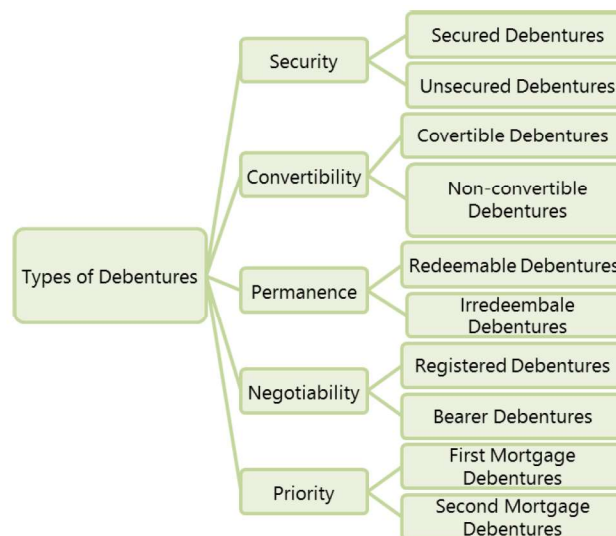 Types of Debentures
Security
Secured Debentures
Unsecured Debentures
Convertibility
Covertible Debentures
Non-convertible
Debentures
Permanence
Redeemable Debentures
Irredeembale
Debentures
Negotiability
Registered Debentures
Bearer Debentures
Priority
First Mortgage
Debentures
Second Mortgage
Debentures